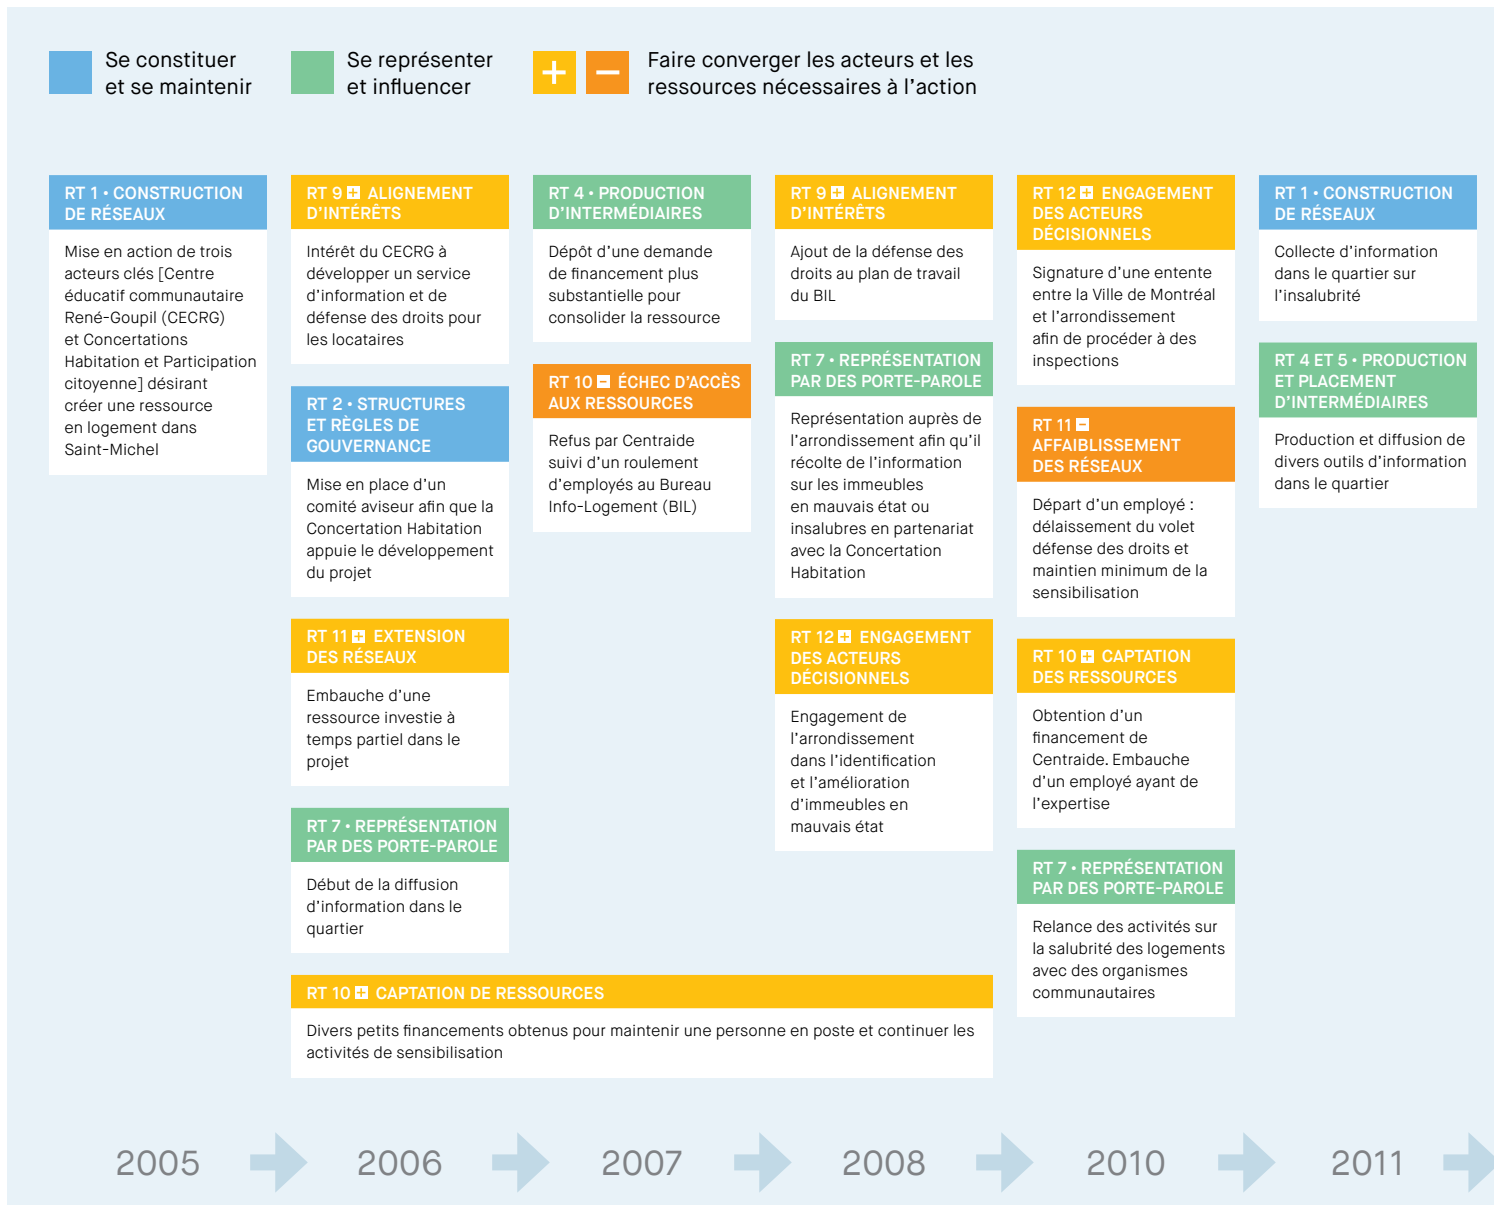 Se constituer
et se maintenir
Se représenter
et influencer
+
−
Faire converger les acteurs et les
ressources nécessaires à l'action
RT 1 • CONSTRUCTION
DE RÉSEAUX
Mise en action de trois
acteurs clés [Centre
éducatif communautaire
René-Goupil (CECRG)
et Concertations
Habitation et Participation
citoyenne] désirant
créer une ressource
en logement dans
Saint-Michel
RT 9 + ALIGNEMENT
D'INTÉRÊTS
Intérêt du CECRG à
développer un service
d'information et de
défense des droits pour
les locataires
RT 2 • STRUCTURES
ET RÈGLES DE
GOUVERNANCE
Mise en place d'un
comité aviseur afin que la
Concertation Habitation
appuie le développement
du projet
RT 11 + EXTENSION
DES RÉSEAUX
Embauche d'une
ressource investie à
temps partiel dans le
projet
RT 7 • REPRÉSENTATION
PAR DES PORTE-PAROLE
Début de la diffusion
d'information dans le
quartier
RT 4 • PRODUCTION
D'INTERMÉDIAIRES
Dépôt d'une demande
de financement plus
substantielle pour
consolider la ressource
RT 10 − ÉCHEC D'ACCÈS
AUX RESSOURCES
Refus par Centraide
suivi d'un roulement
d'employés au Bureau
Info-Logement (BIL)
RT 9 + ALIGNEMENT
D'INTÉRÊTS
Ajout de la défense des
droits au plan de travail
du BIL
RT 7 • REPRÉSENTATION
PAR DES PORTE-PAROLE
Représentation auprès de
l'arrondissement afin qu'il
récolte de l'information
sur les immeubles
en mauvais état ou
insalubres en partenariat
avec la Concertation
Habitation
RT 12 + ENGAGEMENT
DES ACTEURS
DÉCISIONNELS
Engagement de
l'arrondissement
dans l'identification
et l'amélioration
d'immeubles en
mauvais état
RT 10 + CAPTATION DE RESSOURCES
Divers petits financements obtenus pour maintenir une personne en poste et continuer les
activités de sensibilisation
RT 12 + ENGAGEMENT
DES ACTEURS
DÉCISIONNELS
Signature d'une entente
entre la Ville de Montréal
et l'arrondissement
afin de procéder à des
inspections
RT 11 −
AFFAIBLISSEMENT
DES RÉSEAUX
Départ d'un employé :
délaissement du volet
défense des droits et
maintien minimum de la
sensibilisation
RT 10 + CAPTATION
DES RESSOURCES
Obtention d'un
financement de
Centraide. Embauche
d'un employé ayant de
l'expertise
RT 7 • REPRÉSENTATION
PAR DES PORTE-PAROLE
Relance des activités sur
la salubrité des logements
avec des organismes
communautaires
RT 1 • CONSTRUCTION
DE RÉSEAUX
Collecte d'information
dans le quartier sur
l'insalubrité
RT 4 ET 5 • PRODUCTION
ET PLACEMENT
D'INTERMÉDIAIRES
Production et diffusion de
divers outils d'information
dans le quartier
2005
2006
2007
2008
2010
2011